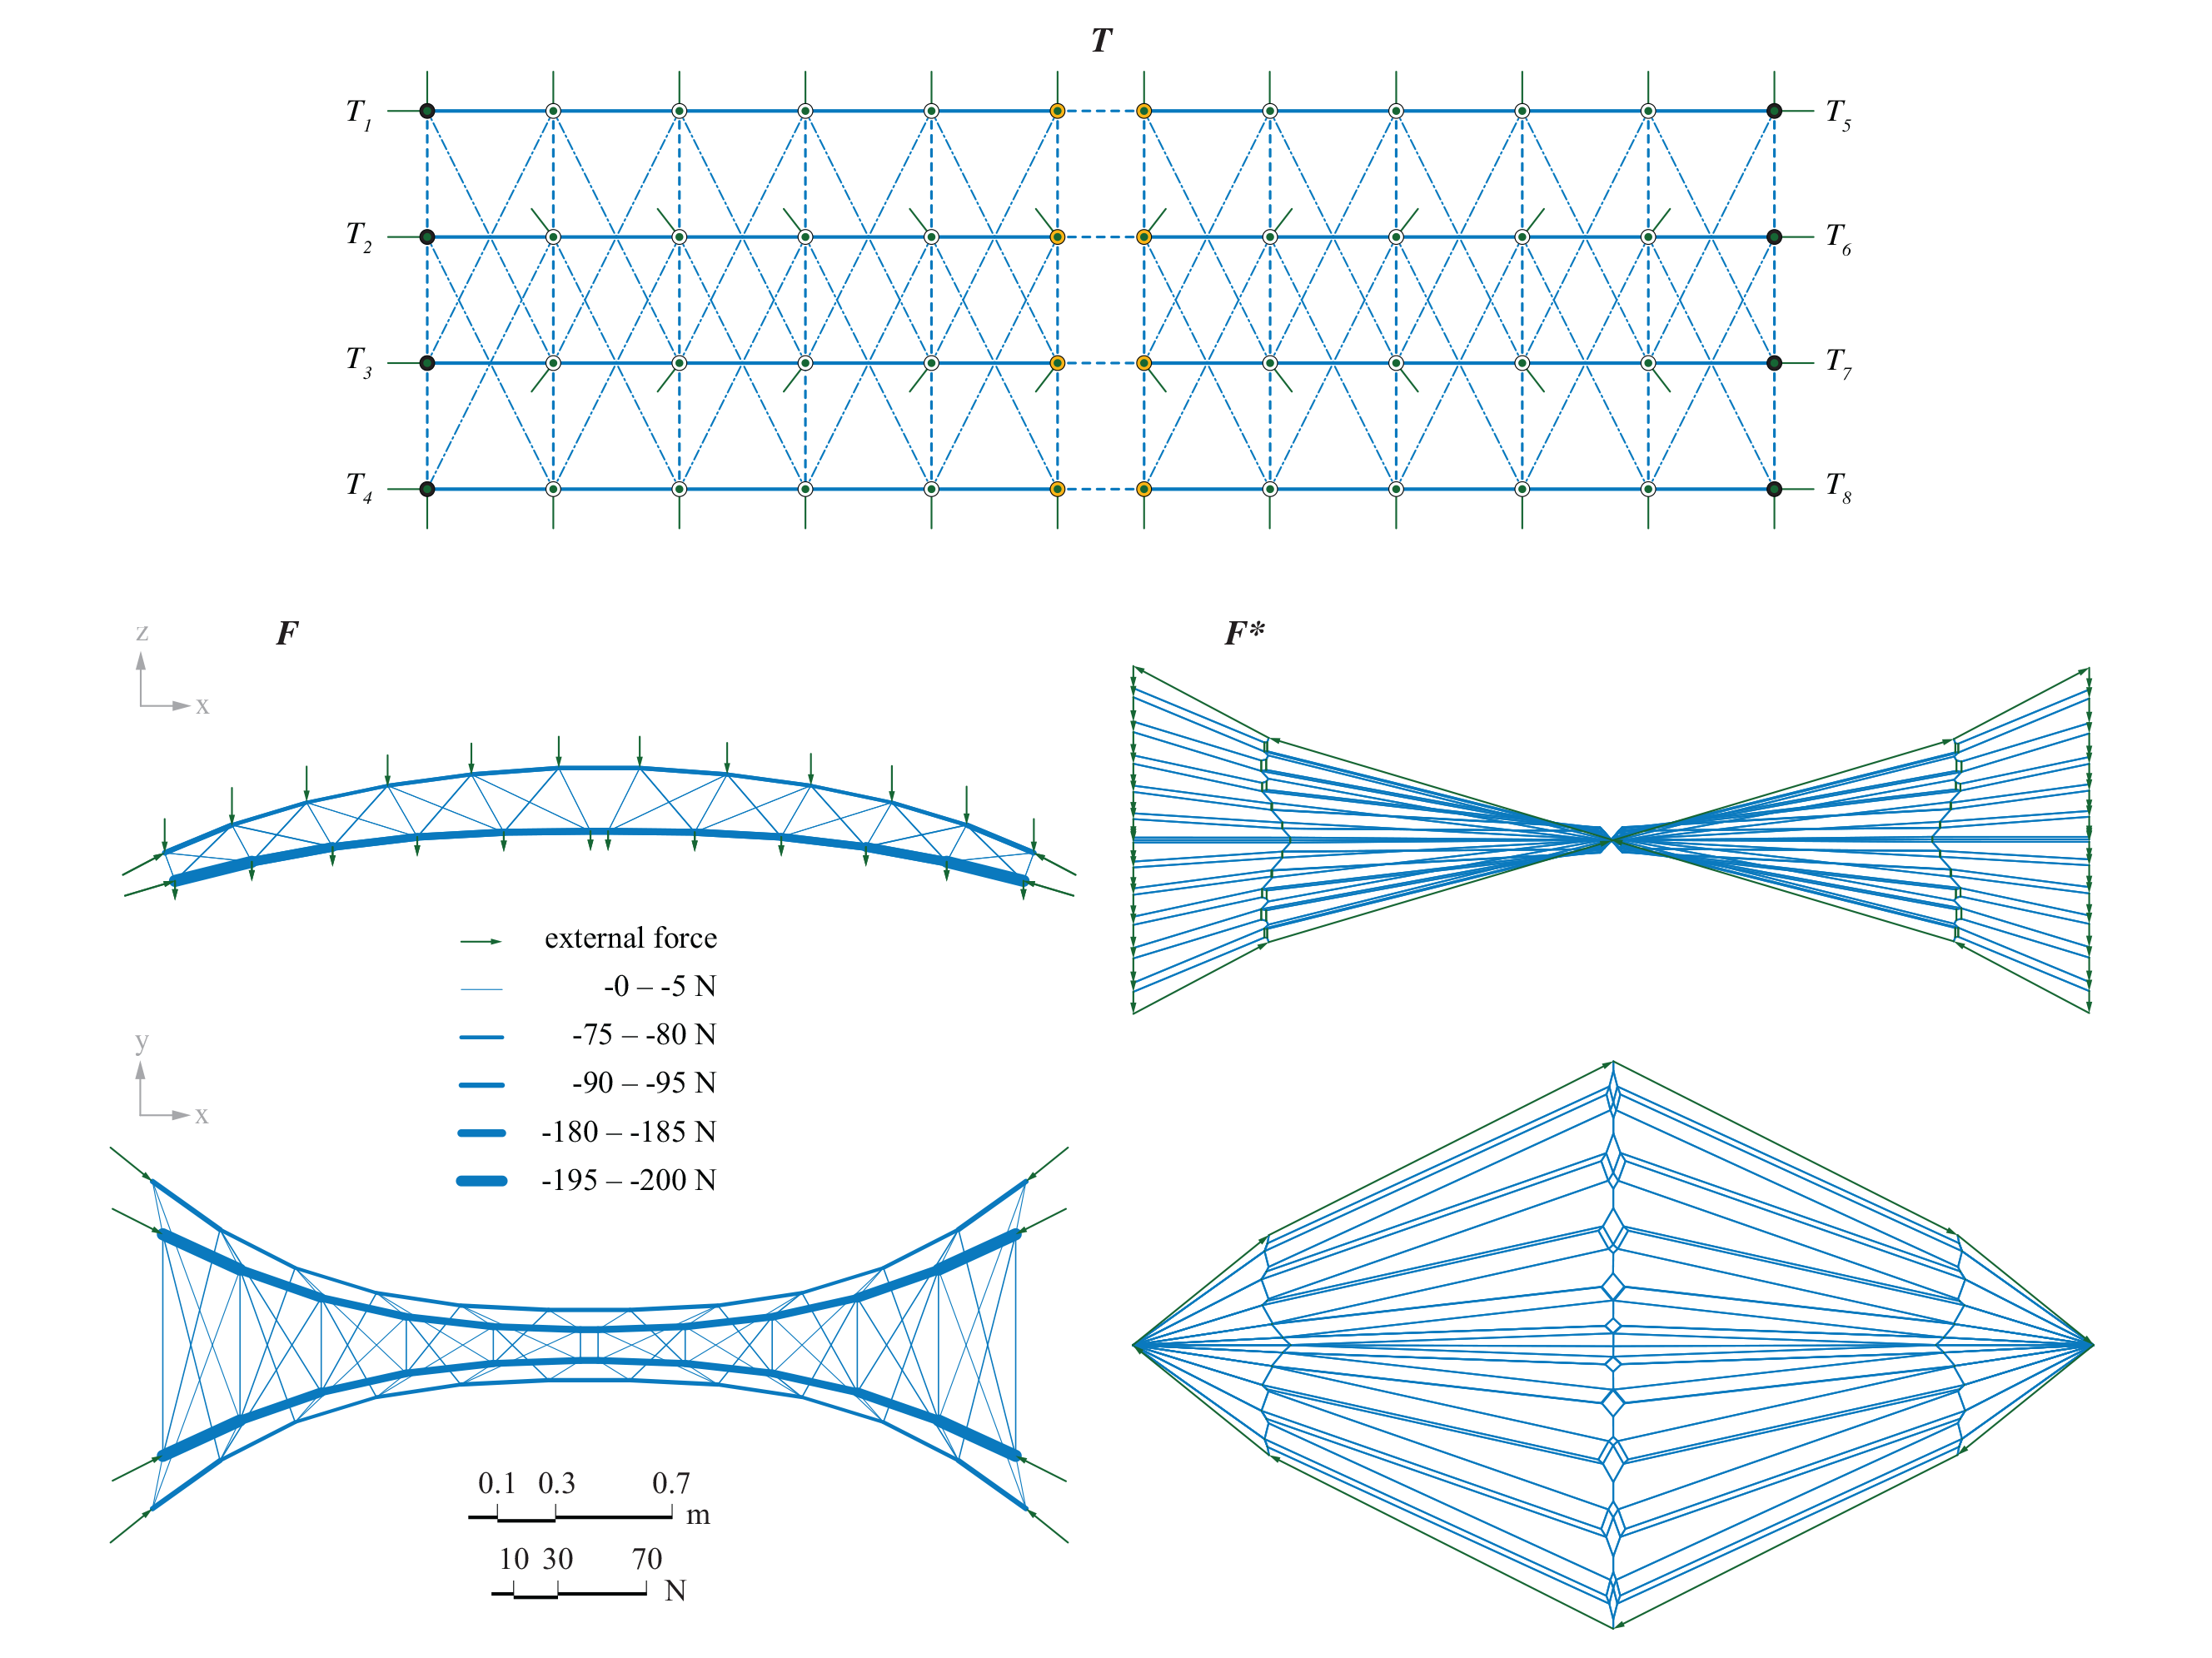 T
T1 T5
T2 T6
T3 T7
T4 T8
F F*
z
x
external force
-0 – -5 N
-75 – -80 N
y
-90 – -95 N
x
-180 – -185 N
-195 – -200 N
0.1 0.3 0.7
m
10 30 70
N